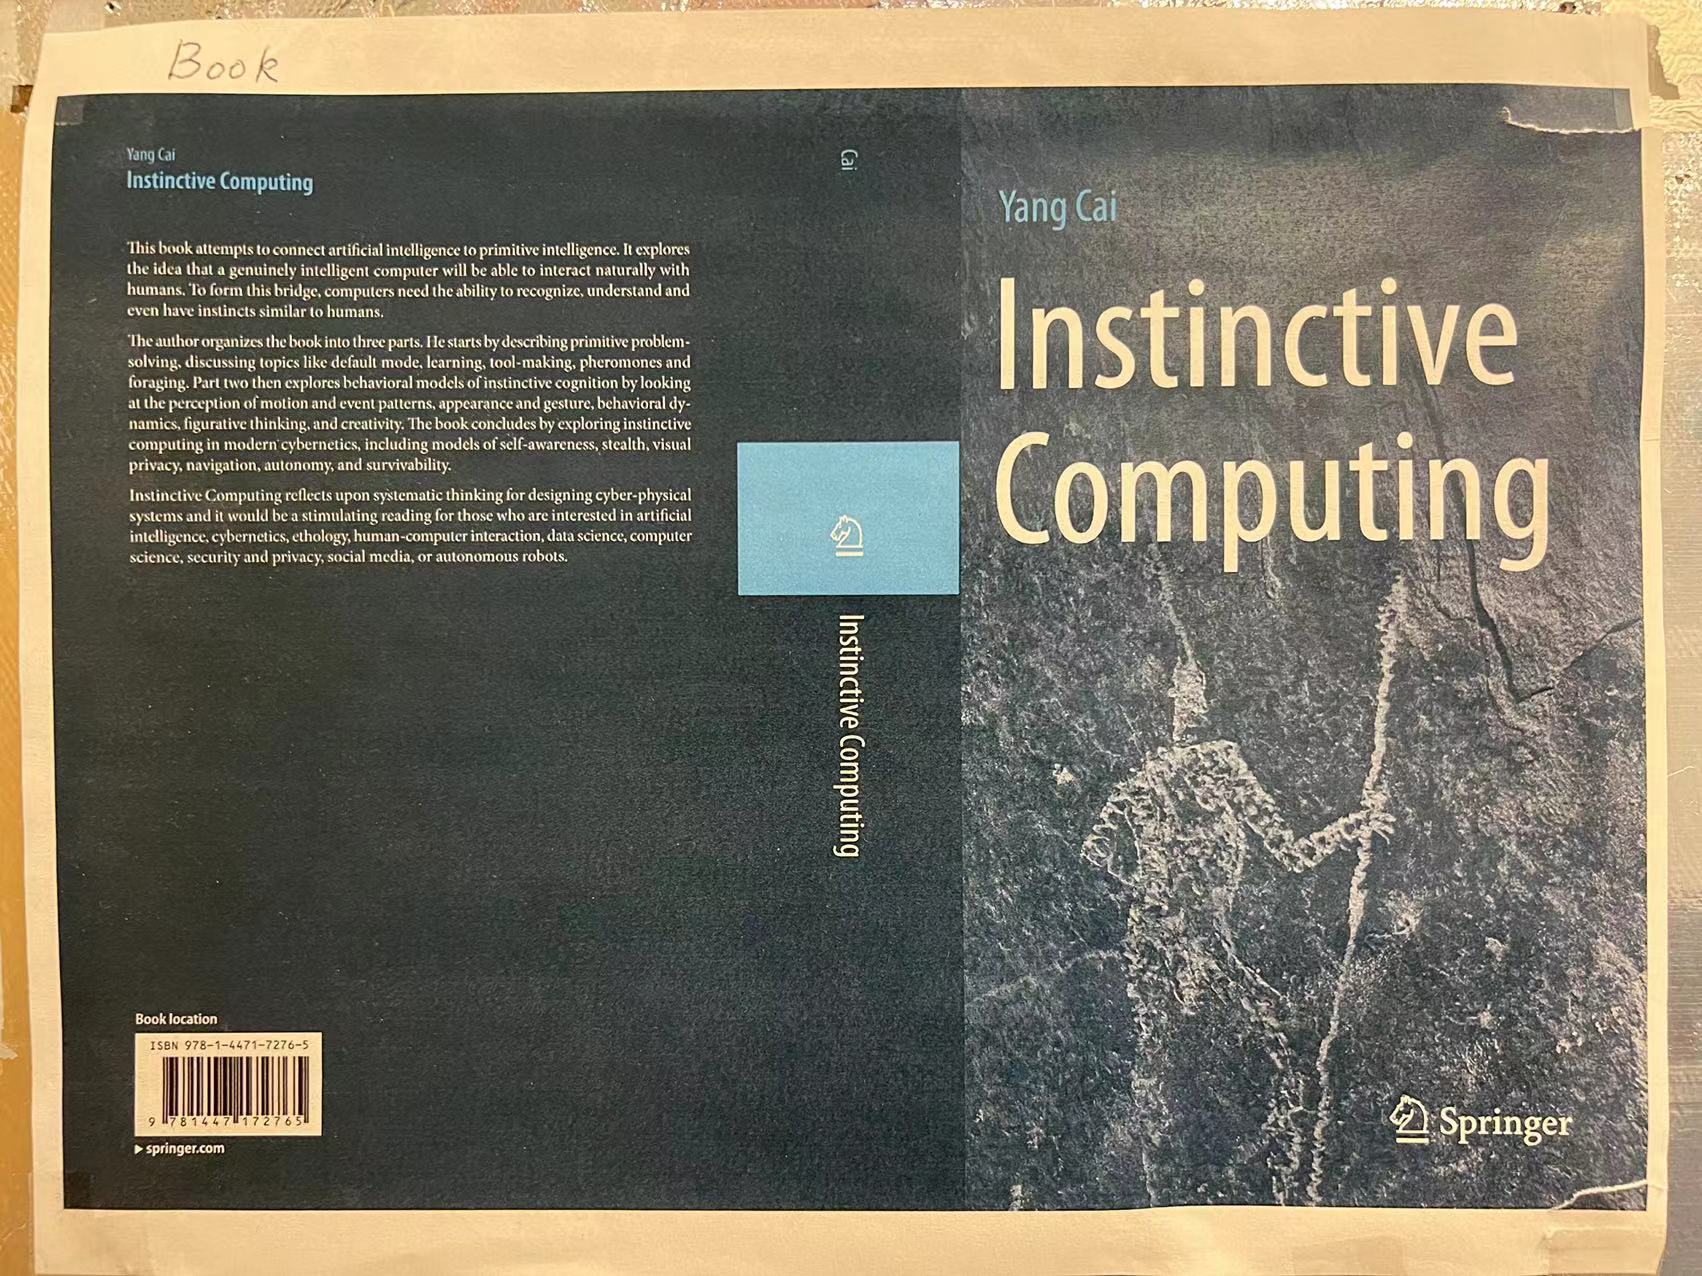 Book
Yang Cai
Instinctive Computing
This book attempts to connect artificial intelligence to primitive intelligence. It explores
the idea that a genuinely intelligent computer will be able to interact naturally with
humans. To form this bridge, computers need the ability to recognize, understand and
even have instincts similar to humans.
The author organizes the book into three parts. He starts by describing primitive problem-
solving, discussing topics like default mode, learning, tool-making, pheromones and
foraging. Part two then explores behavioral models of instinctive cognition by looking
at the perception of motion and event patterns, appearance and gesture, behavioral dy-
namics, figurative thinking, and creativity. The book concludes by exploring instinctive
computing in modern cybernetics, including models of self-awareness, stealth, visual
privacy, navigation, autonomy, and survivability.
Instinctive Computing reflects upon systematic thinking for designing cyber-physical
systems and it would be a stimulating reading for those who are interested in artificial
intelligence, cybernetics, ethology, human-computer interaction, data science, computer
science, security and privacy, social media, or autonomous robots.
Book location
ISBN 978-1-4471-7276-5
9 781447 172765
▶ springer.com
Cai
Instinctive Computing
Yang Cai
Instinctive
Computing
Springer